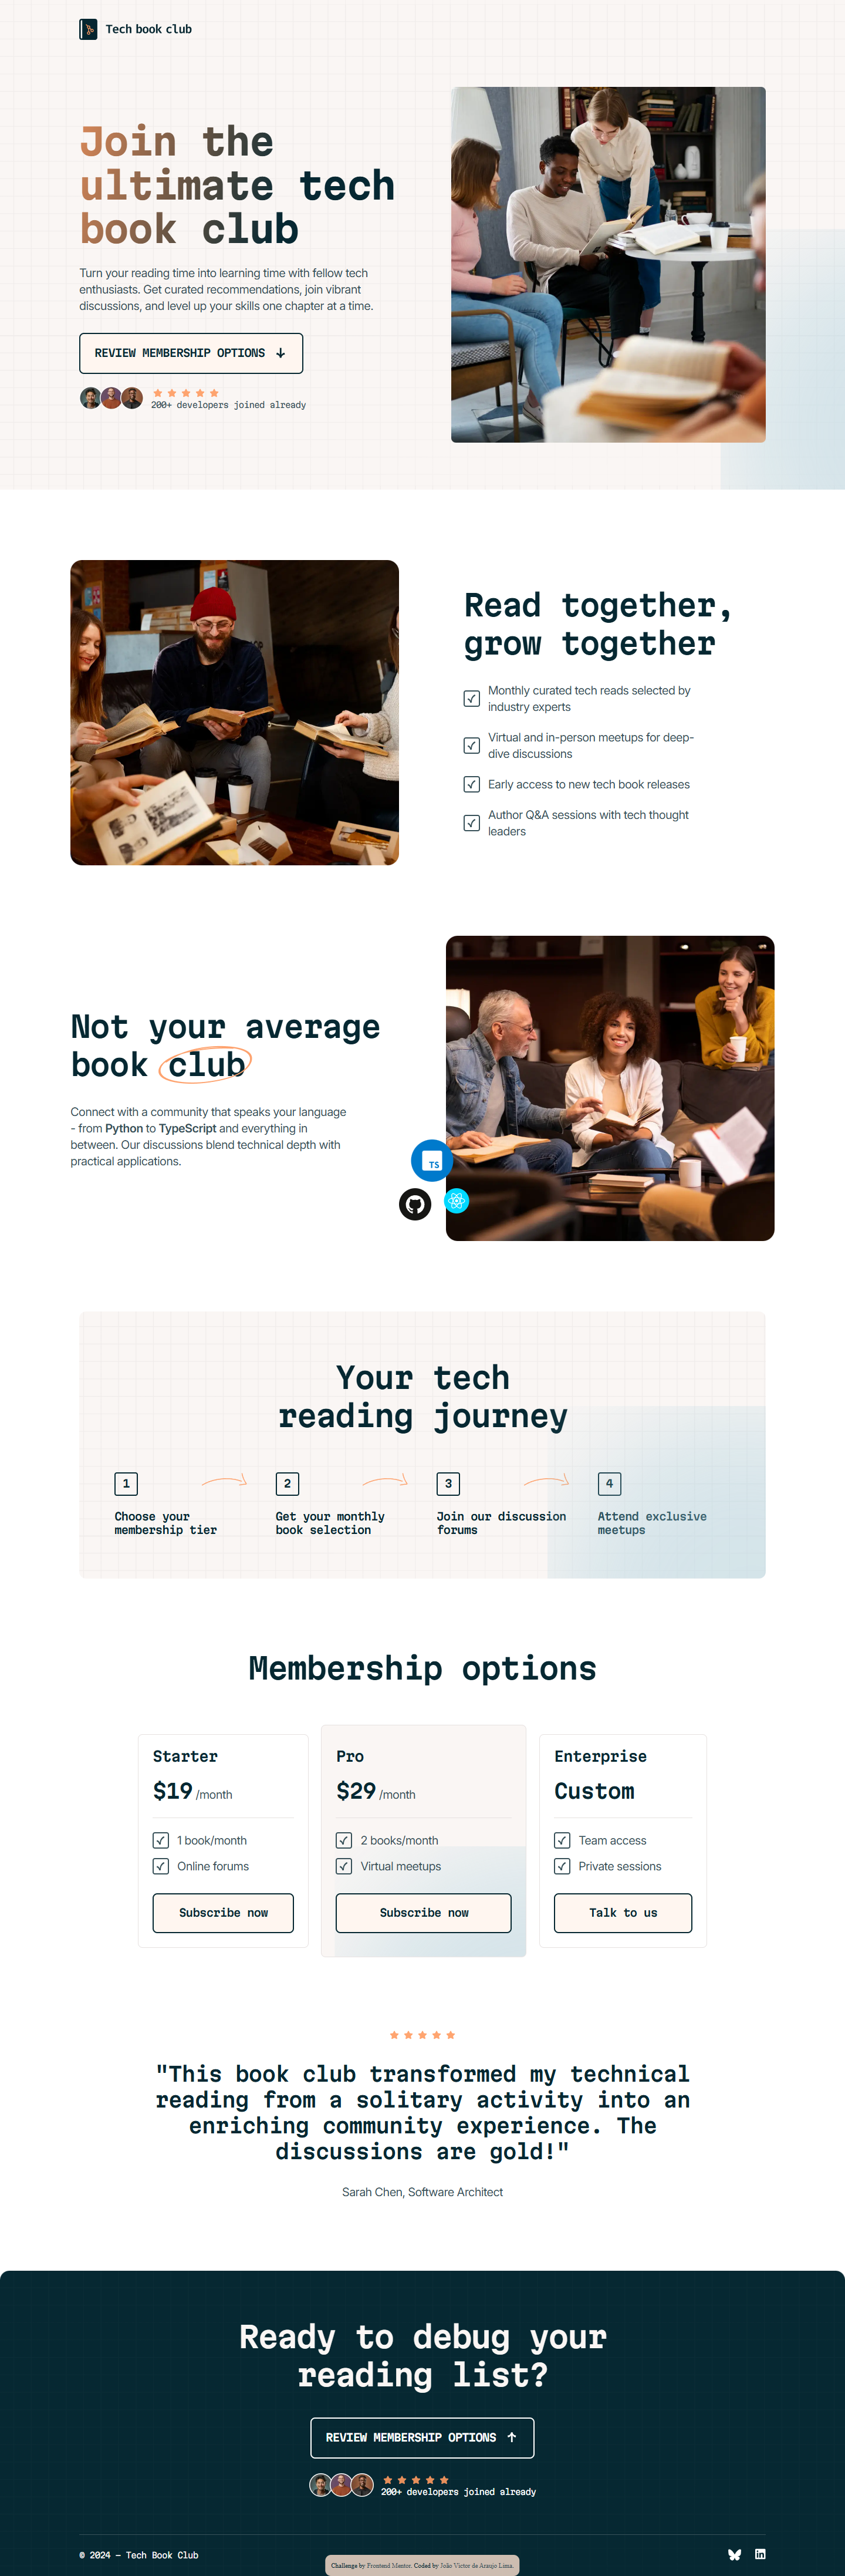 Tech book club
Join the
ultimate tech
book club
Turn your reading time into learning time with fellow tech
enthusiasts. Get curated recommendations, join vibrant
discussions, and level up your skills one chapter at a time.
REVIEW MEMBERSHIP OPTIONS
200+ developers joined already
Read together,
grow together
Monthly curated tech reads selected by
industry experts
Virtual and in-person meetups for deep-
dive discussions
Early access to new tech book releases
Author Q&A sessions with tech thought
leaders
Not your average
book club
Connect with a community that speaks your language
- from Python to TypeScript and everything in
between. Our discussions blend technical depth with
practical applications.
TS
Your tech
reading journey
1
Choose your
membership tier
2
Get your monthly
book selection
3
Join our discussion
forums
4
Attend exclusive
meetups
Membership options
Starter
$19 /month
1 book/month
Online forums
Subscribe now
Pro
$29 /month
2 books/month
Virtual meetups
Subscribe now
Enterprise
Custom
Team access
Private sessions
Talk to us
"This book club transformed my technical
reading from a solitary activity into an
enriching community experience. The
discussions are gold!"
Sarah Chen, Software Architect
Ready to debug your
reading list?
REVIEW MEMBERSHIP OPTIONS
200+ developers joined already
© 2024 – Tech Book Club
Challenge by Frontend Mentor. Coded by João Victor de Araujo Lima.